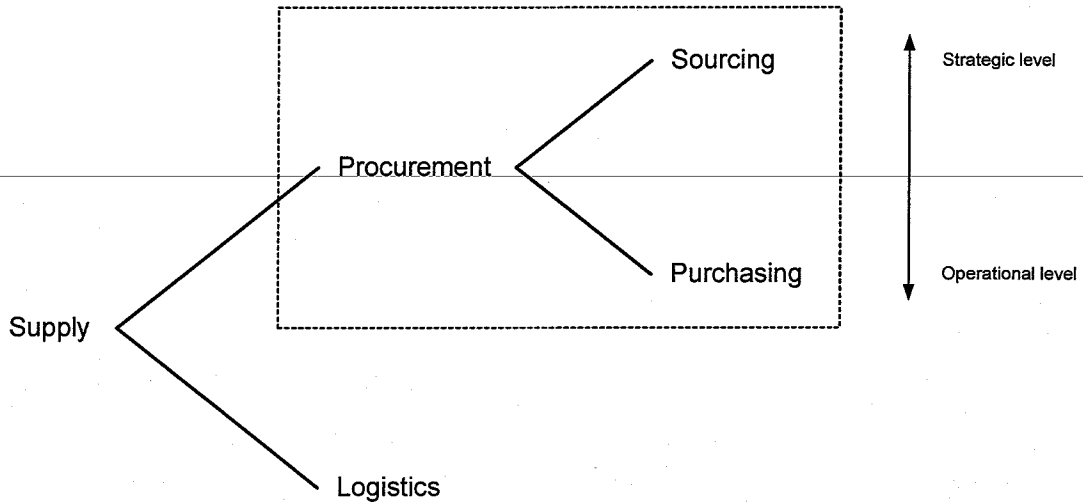 Sourcing
Strategic level
Procurement
Purchasing
Operational level
Supply
Logistics